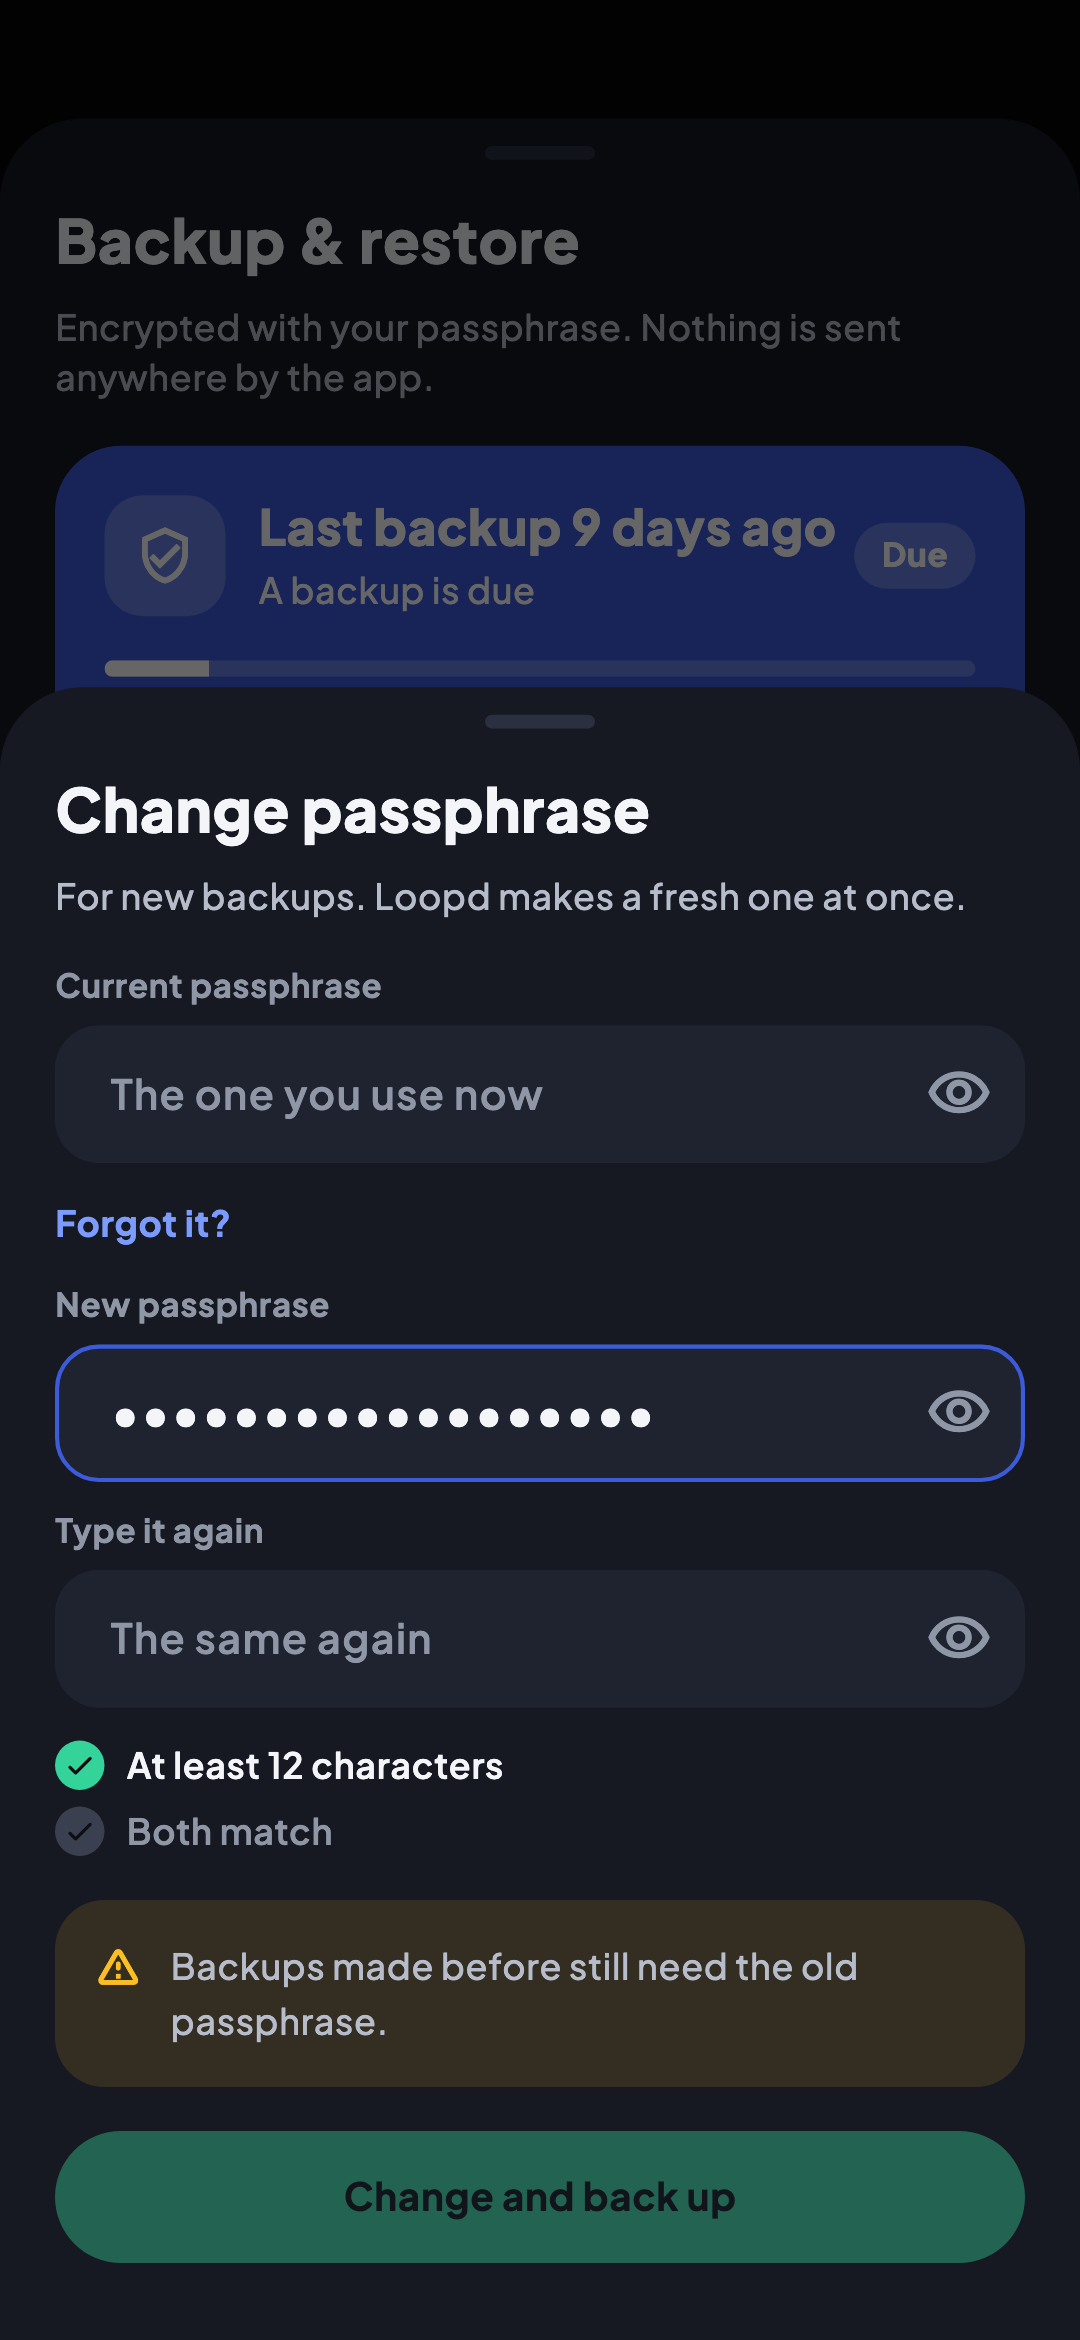 Backup & restore
Encrypted with your passphrase. Nothing is sent
anywhere by the app.
Last backup 9 days ago
A backup is due
Due
Change passphrase
For new backups. Loopd makes a fresh one at once.
Current passphrase
The one you use now
Forgot it?
New passphrase
••••••••••••••••••
Type it again
The same again
At least 12 characters
Both match
Backups made before still need the old
passphrase.
Change and back up